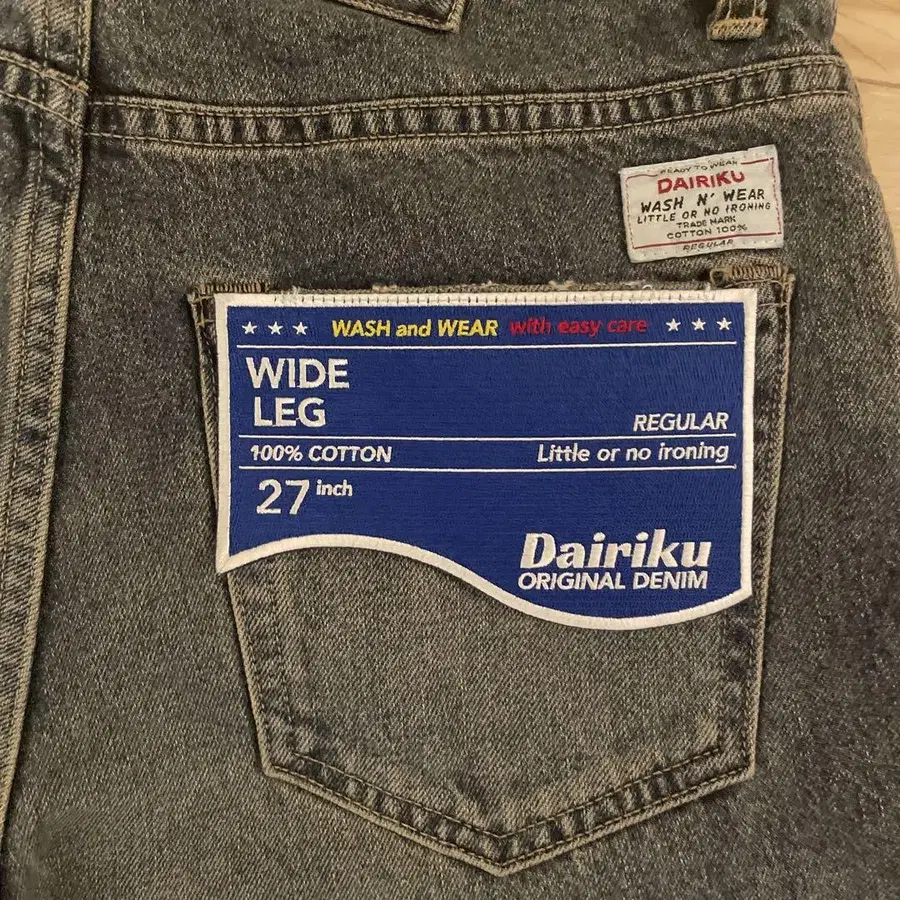 READY TO WEAR
DAIRIKU
WASH N' WEAR
LITTLE OR NO IRONING
TRADE MARK
COTTON 100%
REGULAR
WASH and WEAR with easy care
WIDE
LEG
REGULAR
100% COTTON Little or no ironing
27 inch
Dairiku
ORIGINAL DENIM